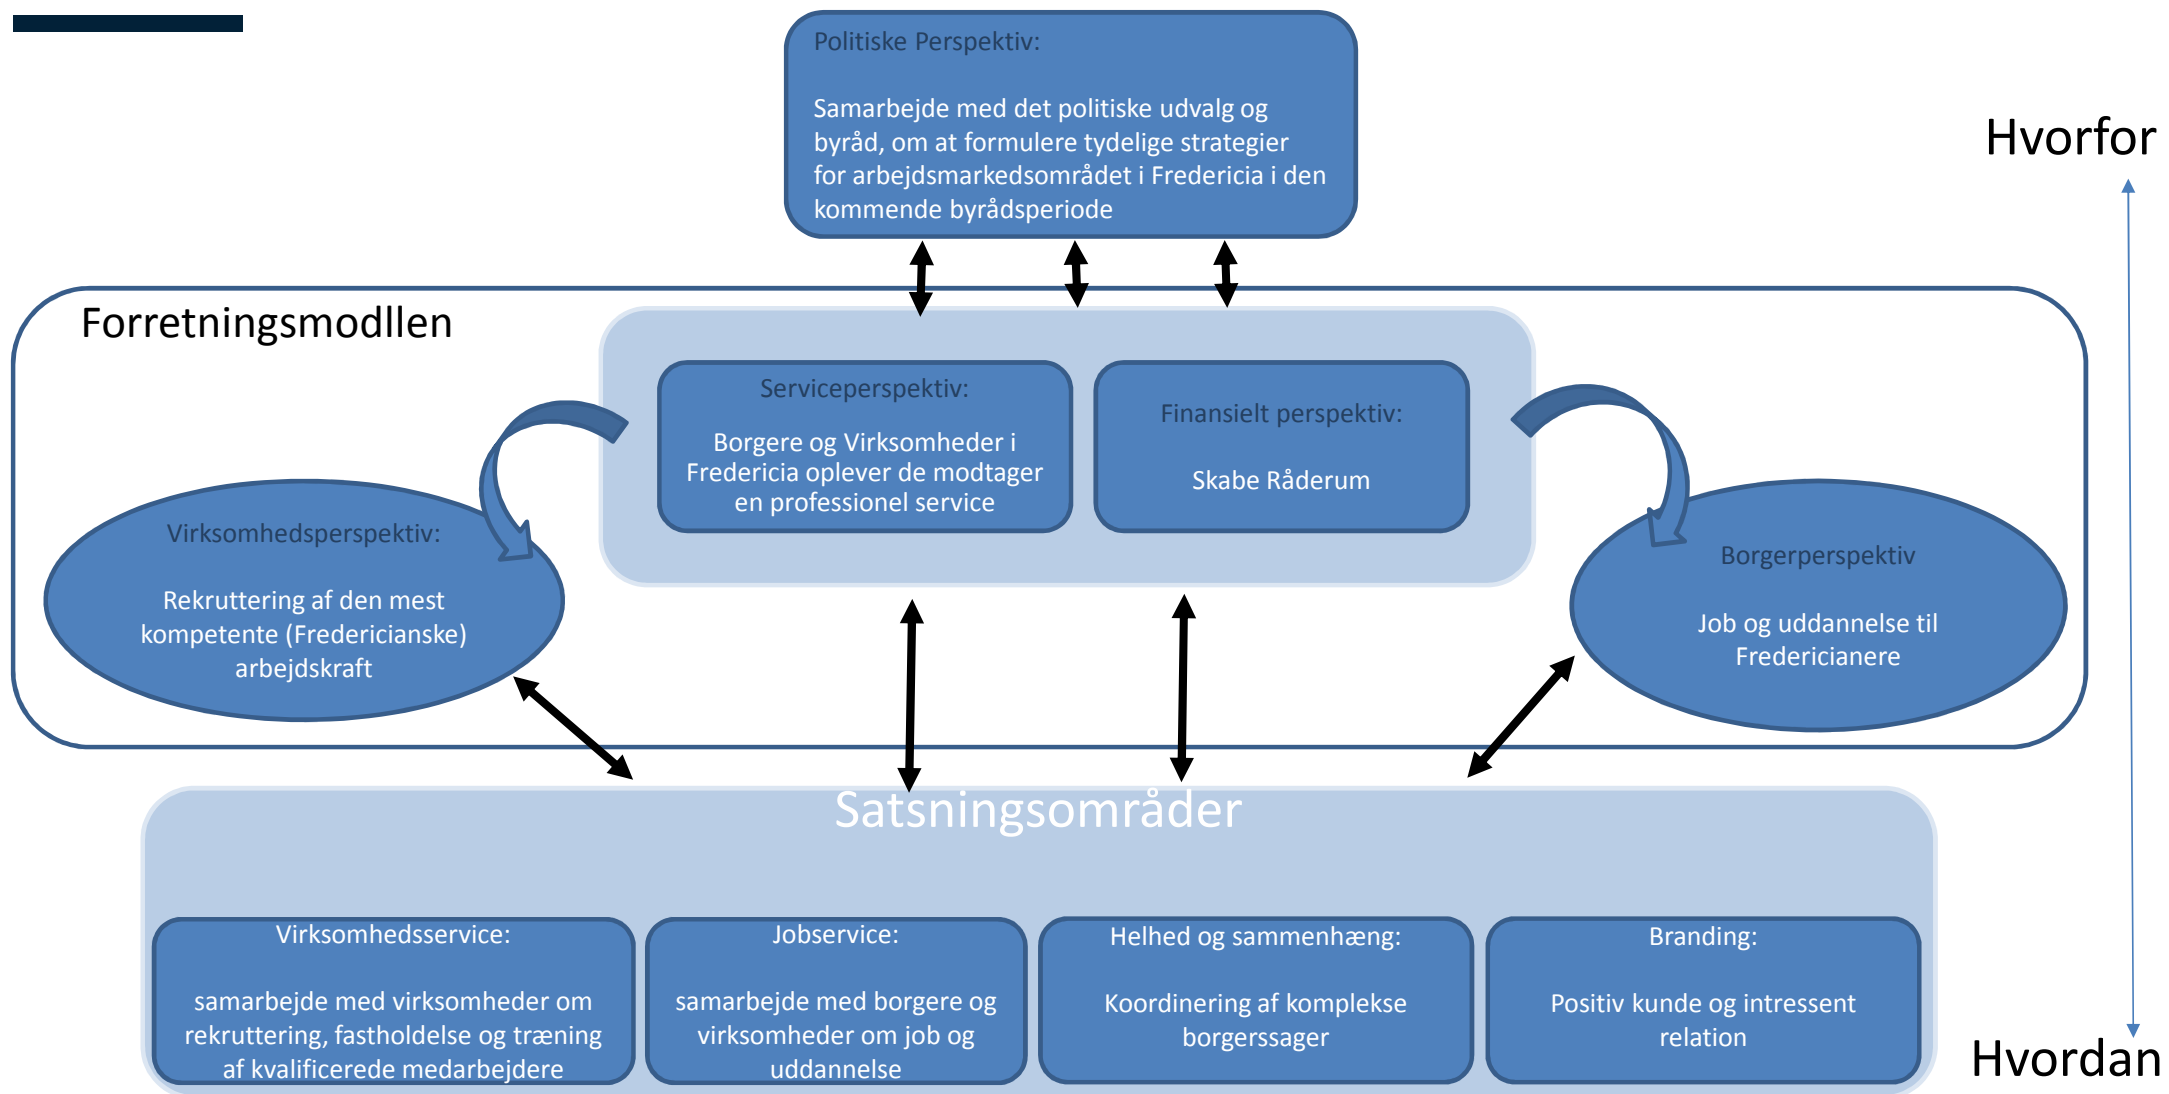 Politiske Perspektiv:
Samarbejde med det politiske udvalg og
byråd, om at formulere tydelige strategier
for arbejdsmarkedsområdet i Fredericia i den
kommende byrådsperiode
Hvorfor
Forretningsmodllen
Serviceperspektiv:
Borgere og Virksomheder i
Fredericia oplever de modtager
en professionel service
Finansielt perspektiv:
Skabe Råderum
Virksomhedsperspektiv:
Rekruttering af den mest
kompetente (Fredericianske)
arbejdskraft
Borgerperspektiv
Job og uddannelse til
Fredericianere
Satsningsområder
Virksomhedsservice:
samarbejde med virksomheder om
rekruttering, fastholdelse og træning
af kvalificerede medarbejdere
Jobservice:
samarbejde med borgere og
virksomheder om job og
uddannelse
Helhed og sammenhæng:
Koordinering af komplekse
borgerssager
Branding:
Positiv kunde og intressent
relation
Hvordan